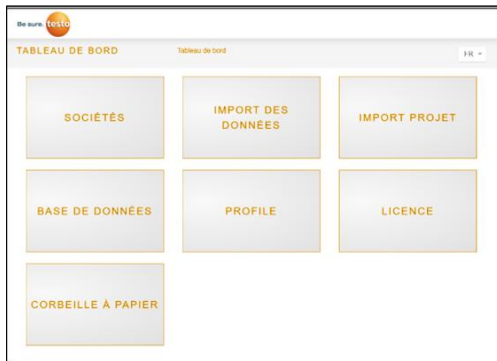 Be sure. testo
TABLEAU DE BORD
Tableau de bord
FR
SOCIÉTÉS
IMPORT DES
DONNÉES
IMPORT PROJET
BASE DE DONNÉES
PROFILE
LICENCE
CORBEILLE À PAPIER